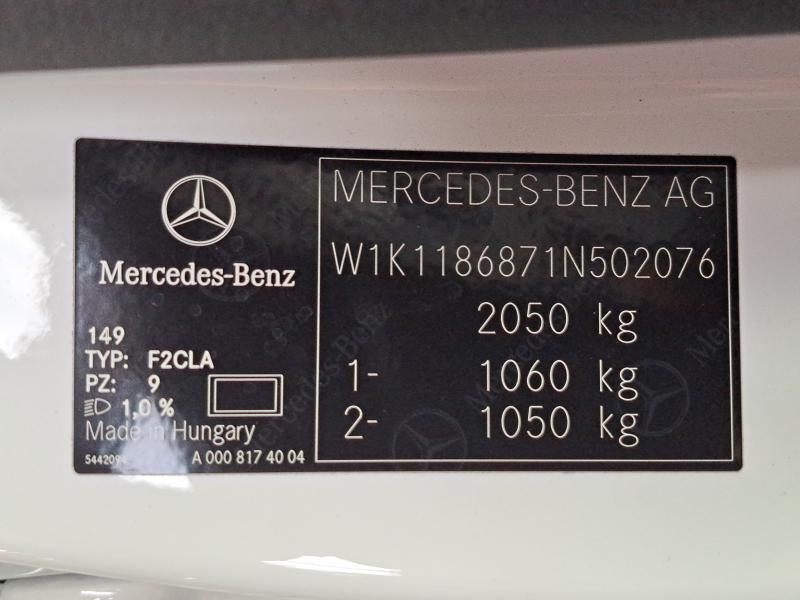 Mercedes-Benz
149
TYP: F2CLA
PZ: 9
1,0 %
Made in Hungary
5442094
A 000 817 40 04
MERCEDES-BENZ AG
W1K1186871N502076
2050 kg
1- 1060 kg
2- 1050 kg